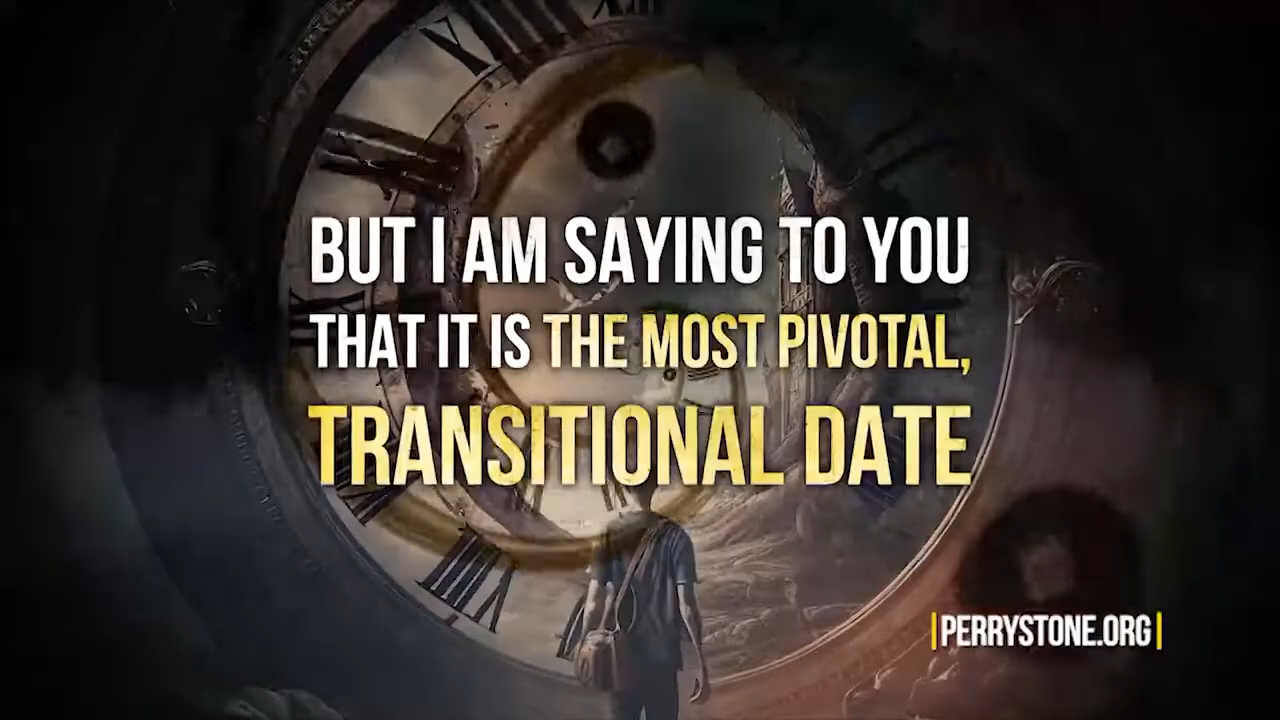 BUT I AM SAYING TO YOU
THAT IT IS THE MOST PIVOTAL,
TRANSITIONAL DATE
|PERRYSTONE.ORG|